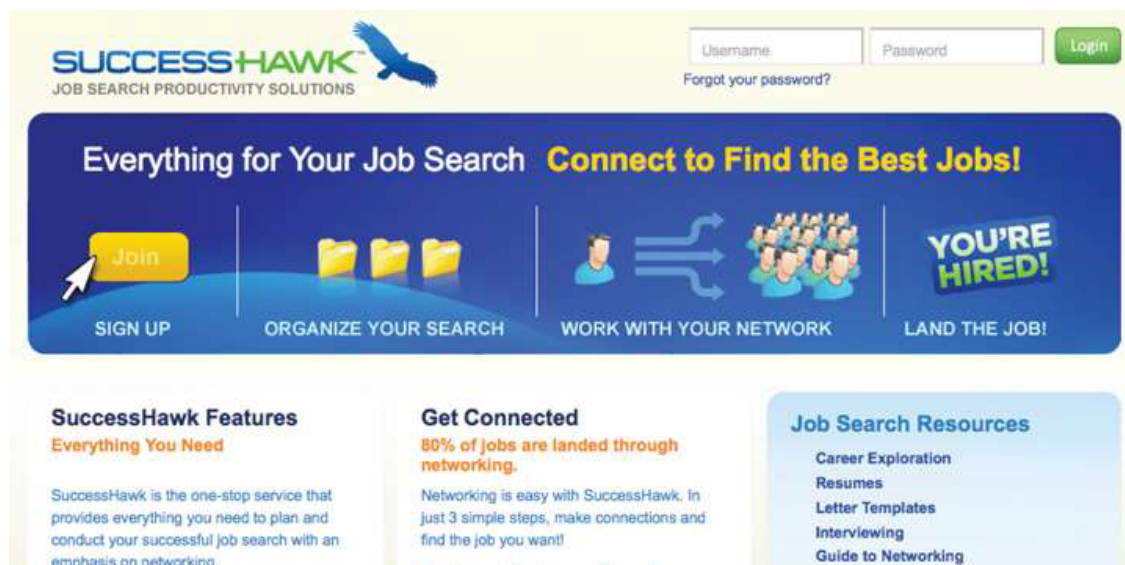 SUCCESSHAWK™
JOB SEARCH PRODUCTIVITY SOLUTIONS
Username
Password
Login
Forgot your password?
Everything for Your Job Search Connect to Find the Best Jobs!
Join
YOU'RE
HIRED!
SIGN UP
ORGANIZE YOUR SEARCH
WORK WITH YOUR NETWORK
LAND THE JOB!
SuccessHawk Features
Everything You Need
SuccessHawk is the one-stop service that
provides everything you need to plan and
conduct your successful job search with an
emphasis on networking.
Get Connected
80% of jobs are landed through
networking.
Networking is easy with SuccessHawk. In
just 3 simple steps, make connections and
find the job you want!
Job Search Resources
Career Exploration
Resumes
Letter Templates
Interviewing
Guide to Networking